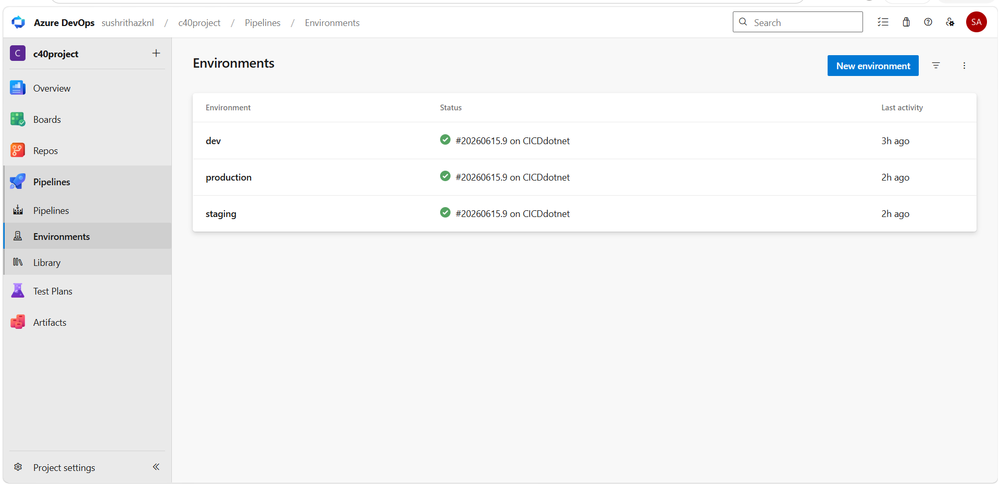 Azure DevOps sushrithazknl / c40project / Pipelines / Environments Search SA
C c40project +
Overview
Boards
Repos
Pipelines
Pipelines
Environments
Library
Test Plans
Artifacts
Project settings
Environments New environment
Environment Status Last activity
dev #20260615.9 on CICDdotnet 3h ago
production #20260615.9 on CICDdotnet 2h ago
staging #20260615.9 on CICDdotnet 2h ago